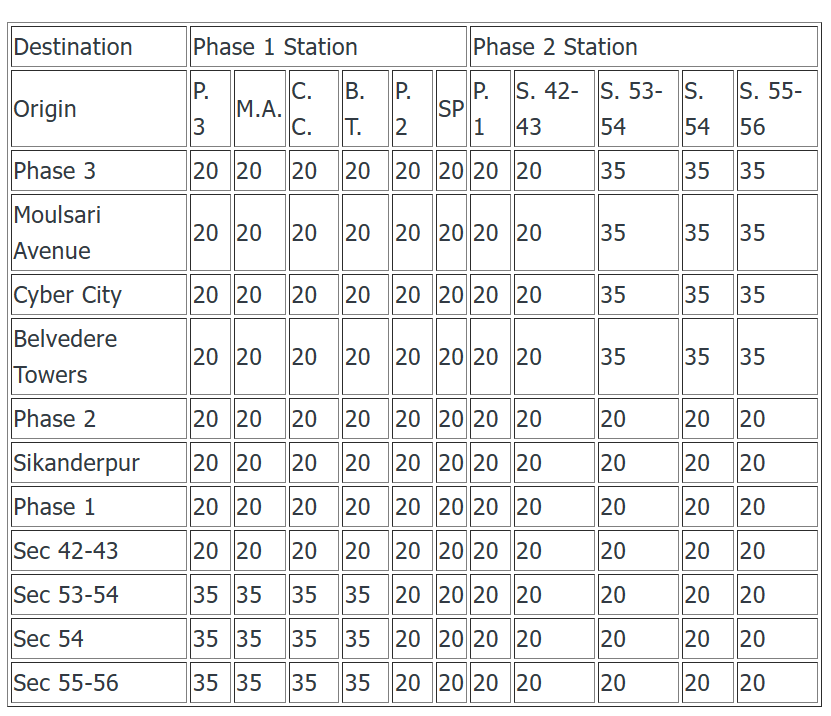 Destination Phase 1 Station Phase 2 Station
Origin P. 3 M.A. C. C. B. T. P. 2 SP P. 1 S. 42-43 S. 53-54 S. 54 S. 55-56
Phase 3 20 20 20 20 20 20 20 20 35 35 35
Moulsari Avenue 20 20 20 20 20 20 20 20 35 35 35
Cyber City 20 20 20 20 20 20 20 20 35 35 35
Belvedere Towers 20 20 20 20 20 20 20 20 35 35 35
Phase 2 20 20 20 20 20 20 20 20 20 20 20
Sikanderpur 20 20 20 20 20 20 20 20 20 20 20
Phase 1 20 20 20 20 20 20 20 20 20 20 20
Sec 42-43 20 20 20 20 20 20 20 20 20 20 20
Sec 53-54 35 35 35 35 20 20 20 20 20 20 20
Sec 54 35 35 35 35 20 20 20 20 20 20 20
Sec 55-56 35 35 35 35 20 20 20 20 20 20 20